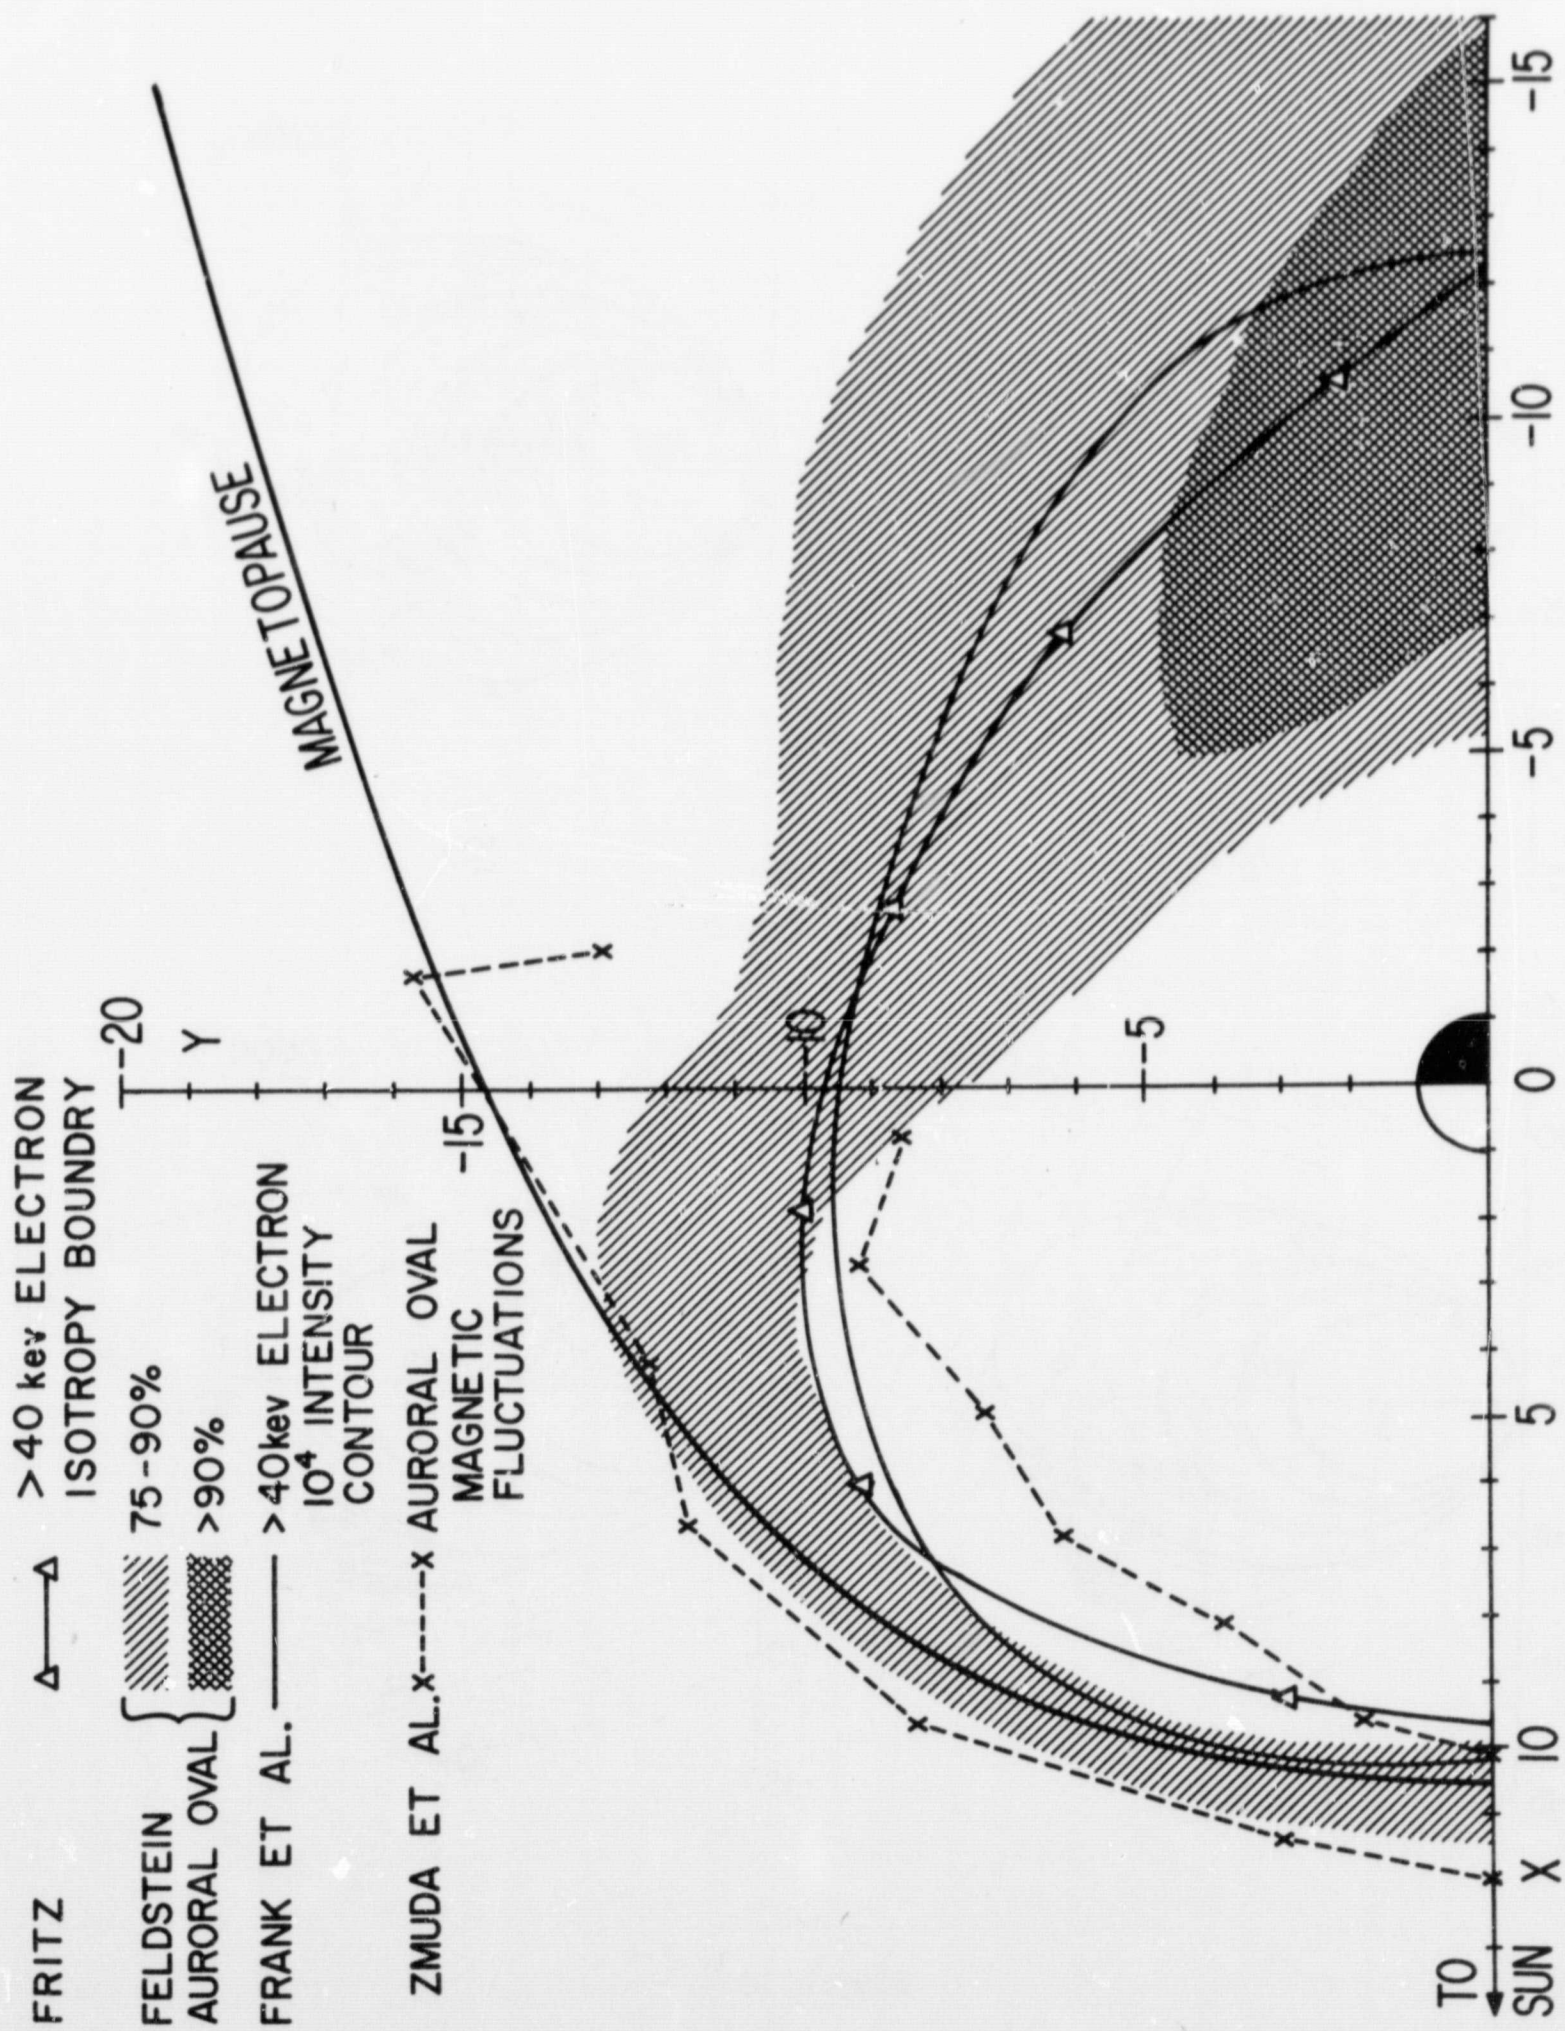 FRITZ >40 kev ELECTRON
ISOTROPY BOUNDRY
FELDSTEIN 75-90%
AURORAL OVAL >90%
FRANK ET AL. >40kev ELECTRON
10⁴ INTENSITY
CONTOUR
ZMUDA ET AL. x-----x AURORAL OVAL
MAGNETIC
FLUCTUATIONS
-20
Y
MAGNETOPAUSE
-15
-10
-5
TO
SUN X 10 5 0 -5 -10 -15